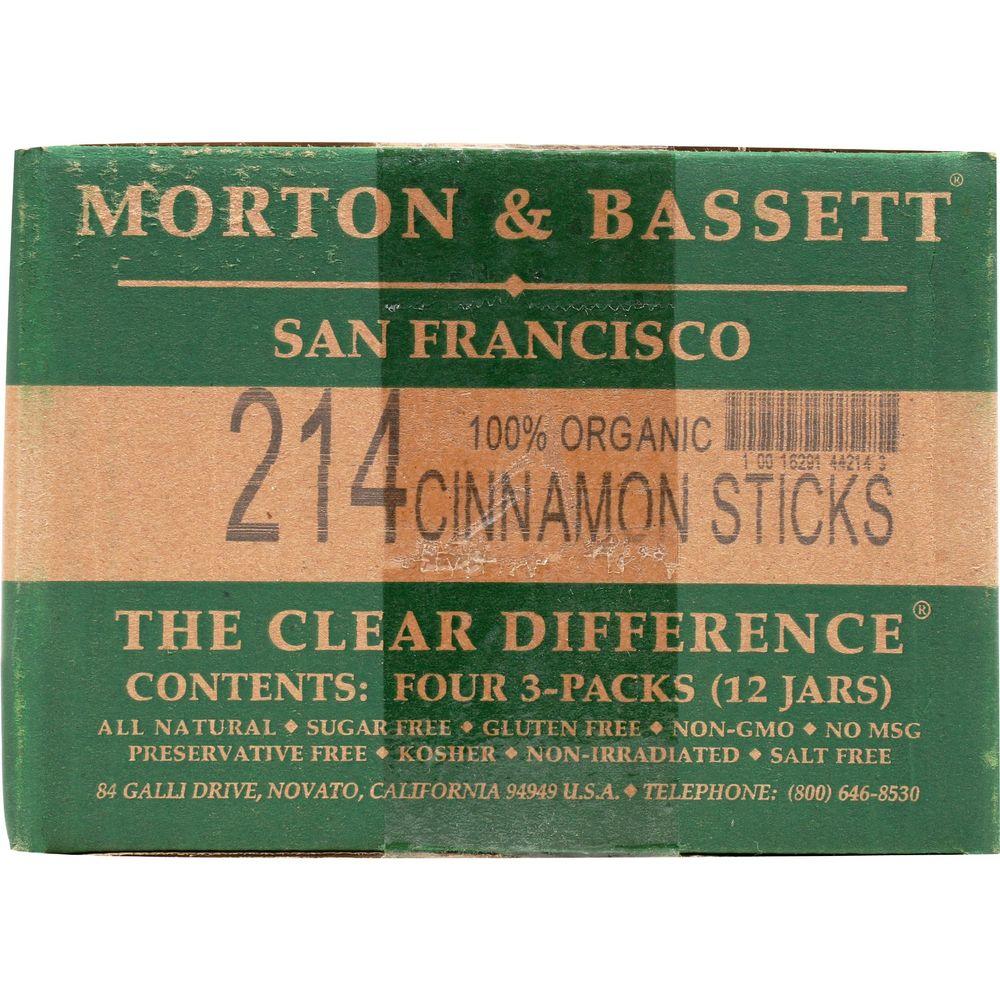 MORTON & BASSETT®
SAN FRANCISCO
214 100% ORGANIC
1 00 16291 44214 3
CINNAMON STICKS
THE CLEAR DIFFERENCE®
CONTENTS: FOUR 3-PACKS (12 JARS)
ALL NATURAL ◆ SUGAR FREE ◆ GLUTEN FREE ◆ NON-GMO ◆ NO MSG
PRESERVATIVE FREE ◆ KOSHER ◆ NON-IRRADIATED ◆ SALT FREE
84 GALLI DRIVE, NOVATO, CALIFORNIA 94949 U.S.A. ◆ TELEPHONE: (800) 646-8530